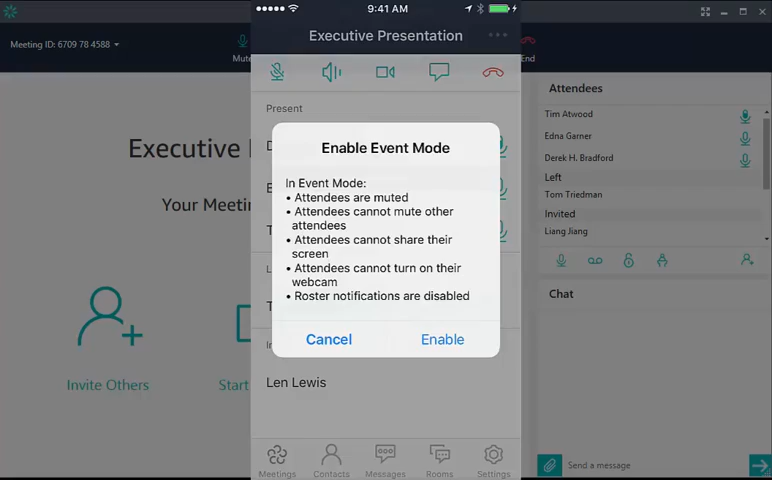 9:41 AM
Meeting ID: 6709 78 4588
Mute
Executive Presentation
End
Present
Attendees
Tim Atwood
Edna Garner
Derek H. Bradford
Left
Tom Triedman
Invited
Liang Jiang
Executive
Your Meetin
Enable Event Mode
In Event Mode:
• Attendees are muted
• Attendees cannot mute other
attendees
• Attendees cannot share their
screen
• Attendees cannot turn on their
webcam
• Roster notifications are disabled
Cancel
Enable
Chat
Invite Others
Start
Len Lewis
Meetings
Contacts
Messages
Rooms
Settings
Send a message